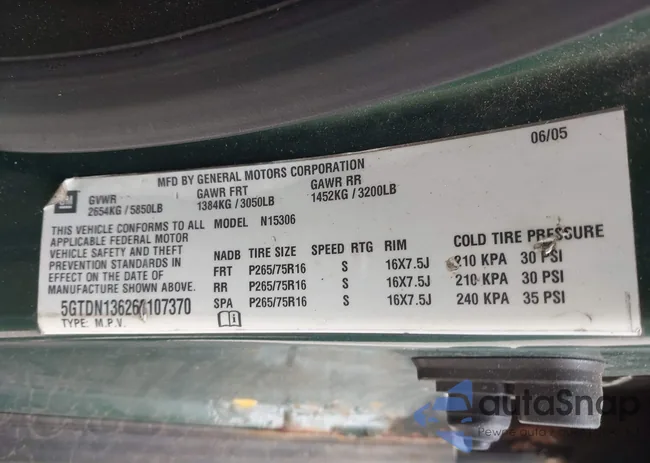 06/05
MFD BY GENERAL MOTORS CORPORATION
GM
GVWR GAWR FRT GAWR RR
2654KG / 5850LB 1384KG / 3050LB 1452KG / 3200LB
THIS VEHICLE CONFORMS TO ALL MODEL N15306
APPLICABLE FEDERAL MOTOR
VEHICLE SAFETY AND THEFT
PREVENTION STANDARDS IN
EFFECT ON THE DATE OF
MANUFACTURE SHOWN ABOVE.
NADB TIRE SIZE SPEED RTG RIM COLD TIRE PRESSURE
FRT P265/75R16 S 16X7.5J 210 KPA 30 PSI
RR P265/75R16 S 16X7.5J 210 KPA 30 PSI
SPA P265/75R16 S 16X7.5J 240 KPA 35 PSI
TYPE: M.P.V.
autoSnap